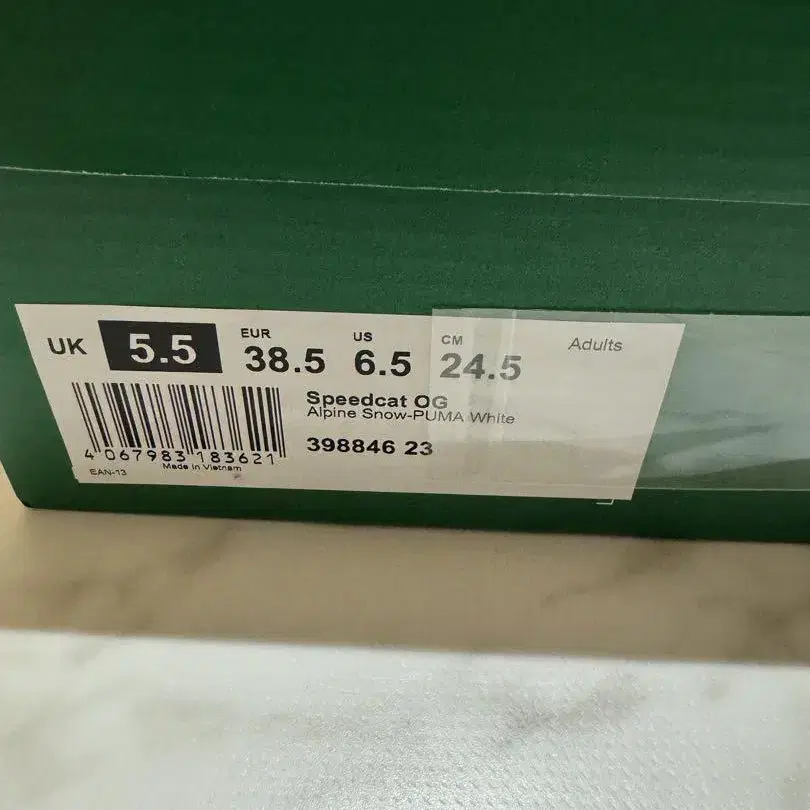 UK 5.5 EUR 38.5 US 6.5 CM 24.5 Adults
Speedcat OG
Alpine Snow-PUMA White
398846 23
4 067983 183621
Made in Vietnam
EAN-13